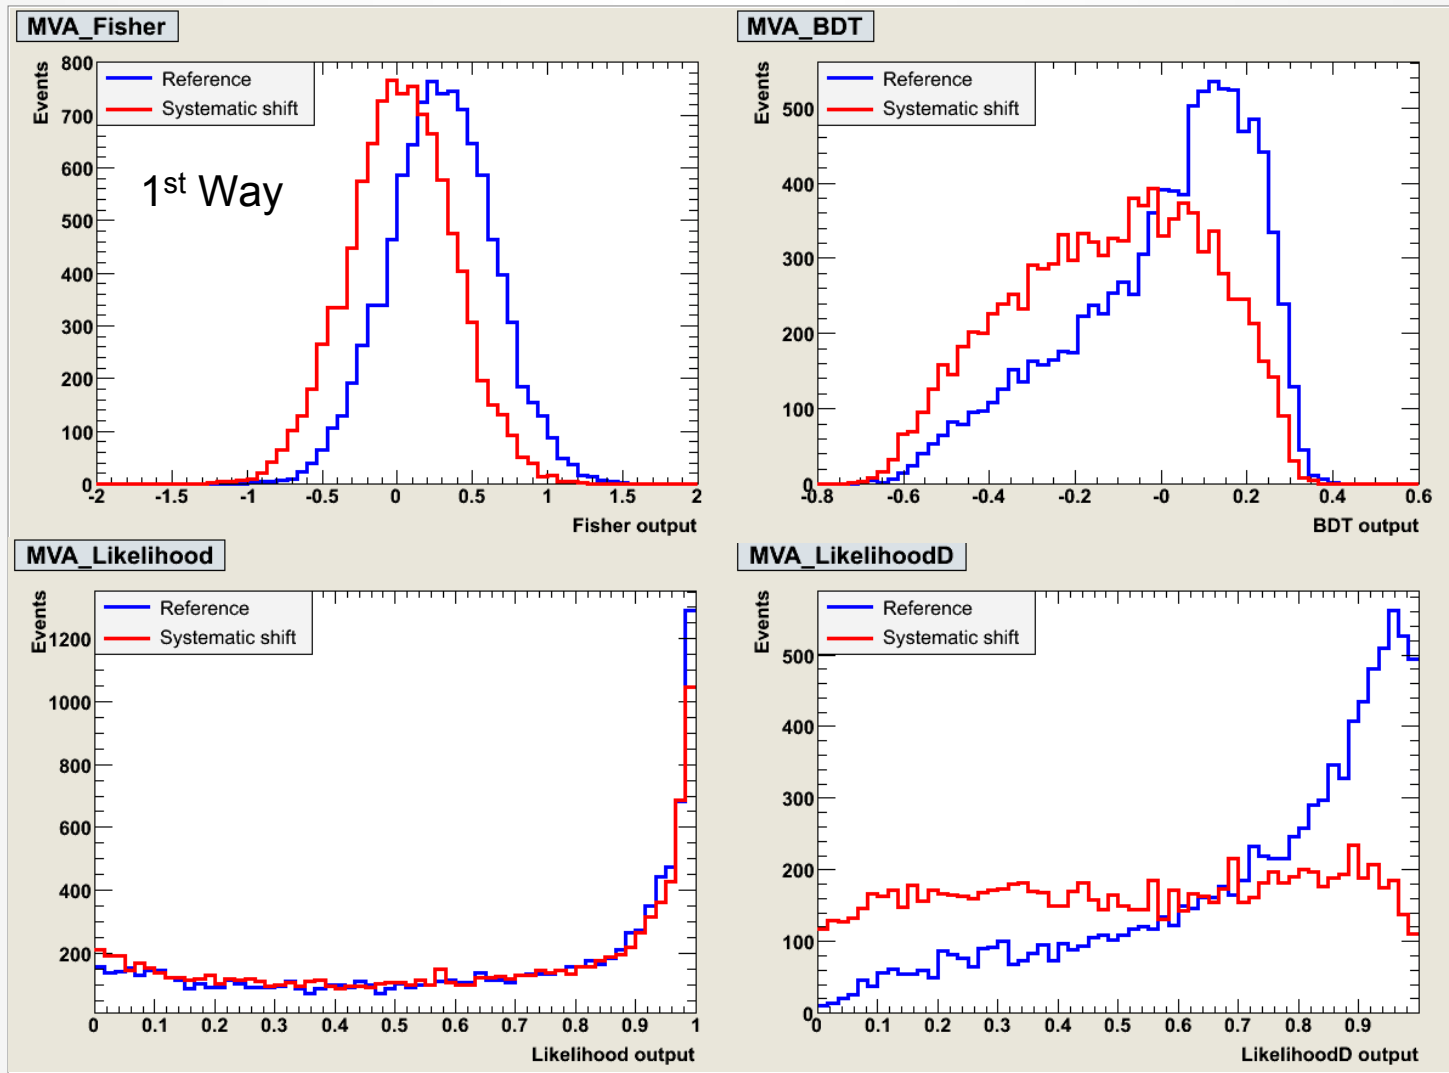 MVA_Fisher
Events
800
700
600
500
400
300
200
100
0
Reference
Systematic shift
1st Way
-2 -1.5 -1 -0.5 0 0.5 1 1.5 2
Fisher output
MVA_BDT
Events
500
400
300
200
100
0
Reference
Systematic shift
-0.8 -0.6 -0.4 -0.2 -0 0.2 0.4 0.6
BDT output
MVA_Likelihood
Events
1200
1000
800
600
400
200
Reference
Systematic shift
0 0.1 0.2 0.3 0.4 0.5 0.6 0.7 0.8 0.9 1
Likelihood output
MVA_LikelihoodD
Events
500
400
300
200
100
0
Reference
Systematic shift
0 0.1 0.2 0.3 0.4 0.5 0.6 0.7 0.8 0.9
LikelihoodD output